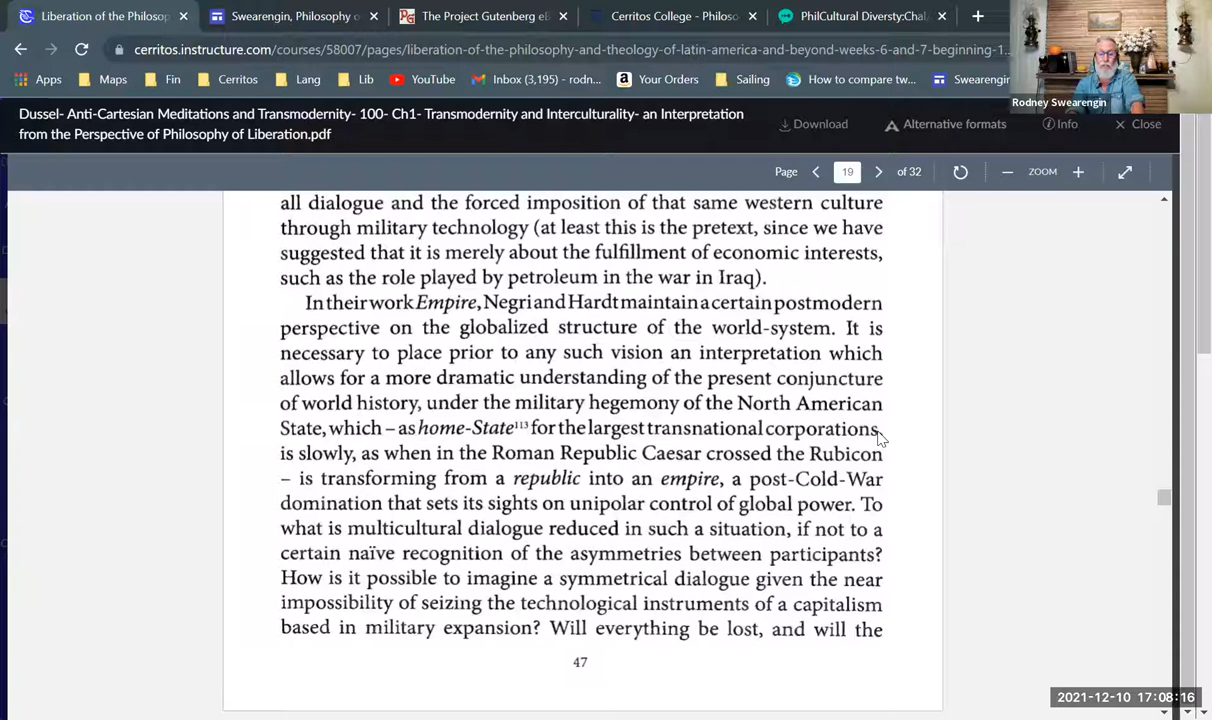 Liberation of the Philosop
Swearengin, Philosophy o
The Project Gutenberg eB
Cerritos College - Philoso
PhilCultural Diversty:Chal
cerritos.instructure.com/courses/58007/pages/liberation-of-the-philosophy-and-theology-of-latin-america-and-beyond-weeks-6-and-7-beginning-1...
Apps Maps Fin Cerritos Lang Lib YouTube Inbox (3,195) - rodn... Your Orders Sailing How to compare tw... Swearengin
Rodney Swearengin
Dussel- Anti-Cartesian Meditations and Transmodernity- 100- Ch1- Transmodernity and Interculturality- an Interpretation
from the Perspective of Philosophy of Liberation.pdf
Download Alternative formats Info Close
Page 19 of 32 ZOOM
all dialogue and the forced imposition of that same western culture
through military technology (at least this is the pretext, since we have
suggested that it is merely about the fulfillment of economic interests,
such as the role played by petroleum in the war in Iraq).
In their work Empire, Negri and Hardt maintain a certain postmodern
perspective on the globalized structure of the world-system. It is
necessary to place prior to any such vision an interpretation which
allows for a more dramatic understanding of the present conjuncture
of world history, under the military hegemony of the North American
State, which – as home-State¹¹³ for the largest transnational corporations,
is slowly, as when in the Roman Republic Caesar crossed the Rubicon
– is transforming from a republic into an empire, a post-Cold-War
domination that sets its sights on unipolar control of global power. To
what is multicultural dialogue reduced in such a situation, if not to a
certain naïve recognition of the asymmetries between participants?
How is it possible to imagine a symmetrical dialogue given the near
impossibility of seizing the technological instruments of a capitalism
based in military expansion? Will everything be lost, and will the
47
2021-12-10 17:08:16